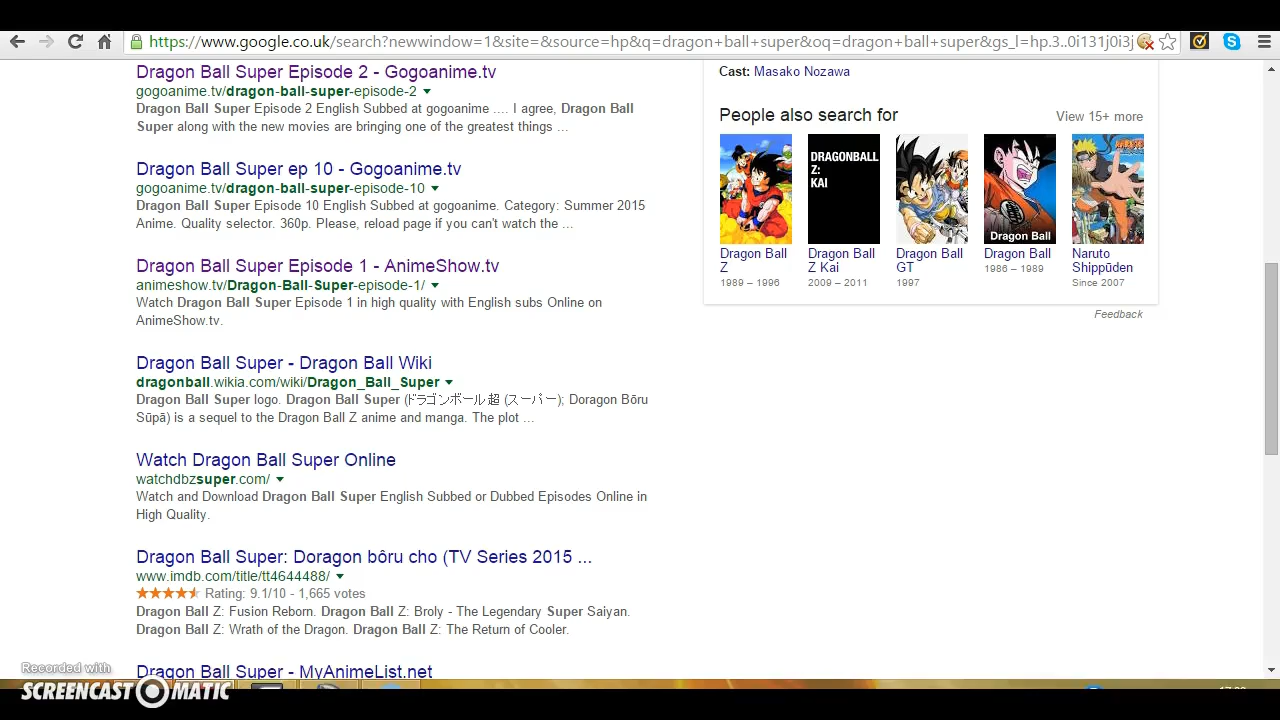 https://www.google.co.uk/search?newwindow=1&site=&source=hp&q=dragon+ball+super&oq=dragon+ball+super&gs_l=hp.3..0i131j0i3j
Dragon Ball Super Episode 2 - Gogoanime.tv
gogoanime.tv/dragon-ball-super-episode-2
Dragon Ball Super Episode 2 English Subbed at gogoanime .... I agree, Dragon Ball
Super along with the new movies are bringing one of the greatest things ...
Dragon Ball Super ep 10 - Gogoanime.tv
gogoanime.tv/dragon-ball-super-episode-10
Dragon Ball Super Episode 10 English Subbed at gogoanime. Category: Summer 2015
Anime. Quality selector. 360p. Please, reload page if you can't watch the ...
Dragon Ball Super Episode 1 - AnimeShow.tv
animeshow.tv/Dragon-Ball-Super-episode-1/
Watch Dragon Ball Super Episode 1 in high quality with English subs Online on
AnimeShow.tv.
Dragon Ball Super - Dragon Ball Wiki
dragonball.wikia.com/wiki/Dragon_Ball_Super
Dragon Ball Super logo. Dragon Ball Super (ドラゴンボール超 (スーパー); Doragon Bōru
Sūpā) is a sequel to the Dragon Ball Z anime and manga. The plot ...
Watch Dragon Ball Super Online
watchdbzsuper.com/
Watch and Download Dragon Ball Super English Subbed or Dubbed Episodes Online in
High Quality.
Dragon Ball Super: Doragon bôru cho (TV Series 2015 ...
www.imdb.com/title/tt4644488/
Rating: 9.1/10 - 1,665 votes
Dragon Ball Z: Fusion Reborn. Dragon Ball Z: Broly - The Legendary Super Saiyan.
Dragon Ball Z: Wrath of the Dragon. Dragon Ball Z: The Return of Cooler.
Dragon Ball Super - MyAnimeList.net
Cast: Masako Nozawa
People also search for
View 15+ more
DRAGONBALL
Z:
KAI
Dragon Ball
Dragon Ball
Z
1989 – 1996
Dragon Ball
Z Kai
2009 – 2011
Dragon Ball
GT
1997
Dragon Ball
1986 – 1989
Naruto
Shippūden
Since 2007
Feedback
Recorded with
SCREENCAST MATIC